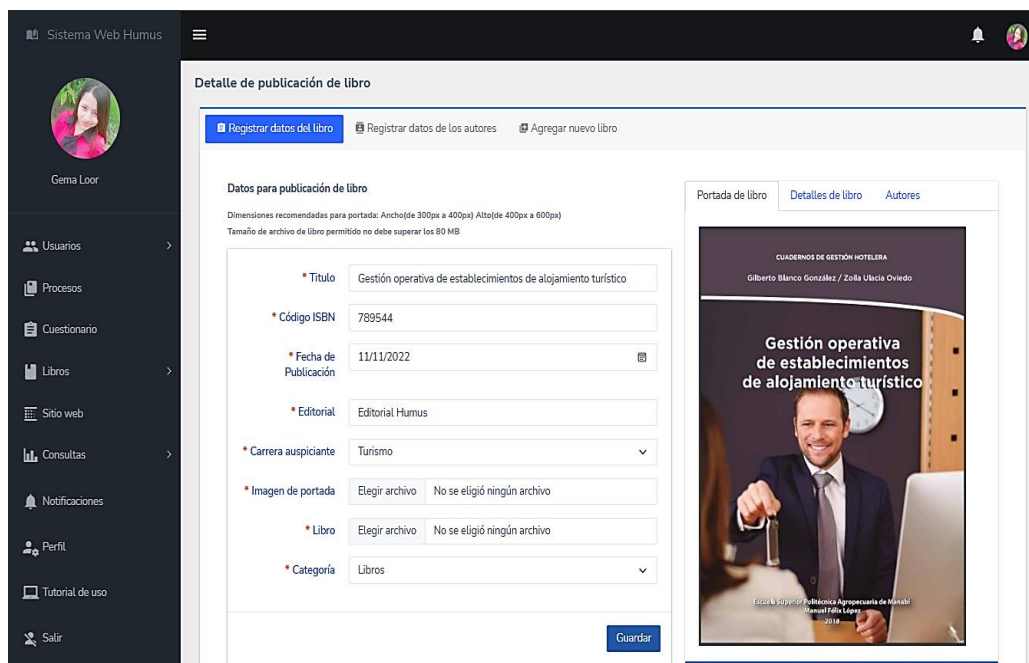 Sistema Web Humus
Gema Loor
Usuarios
Procesos
Cuestionario
Libros
Sitio web
Consultas
Notificaciones
Perfil
Tutorial de uso
Salir
Detalle de publicación de libro
Registrar datos del libro
Registrar datos de los autores
Agregar nuevo libro
Datos para publicación de libro
Dimensiones recomendadas para portada: Ancho(de 300px a 400px) Alto(de 400px a 600px)
Tamaño de archivo de libro permitido no debe superar los 80 MB
* Titulo
Gestión operativa de establecimientos de alojamiento turístico
* Código ISBN
789544
* Fecha de
Publicación
11/11/2022
* Editorial
Editorial Humus
* Carrera auspiciante
Turismo
* Imagen de portada
Elegir archivo No se eligió ningún archivo
* Libro
Elegir archivo No se eligió ningún archivo
* Categoría
Libros
Guardar
Portada de libro
Detalles de libro
Autores
CUADERNOS DE GESTIÓN HOTELERA
Gilberto Blanco González / Zoila Ulacia Oviedo
Gestión operativa
de establecimientos
de alojamiento turístico
Escuela Superior Politécnica Agropecuaria de Manabí
Manuel Félix López
2018